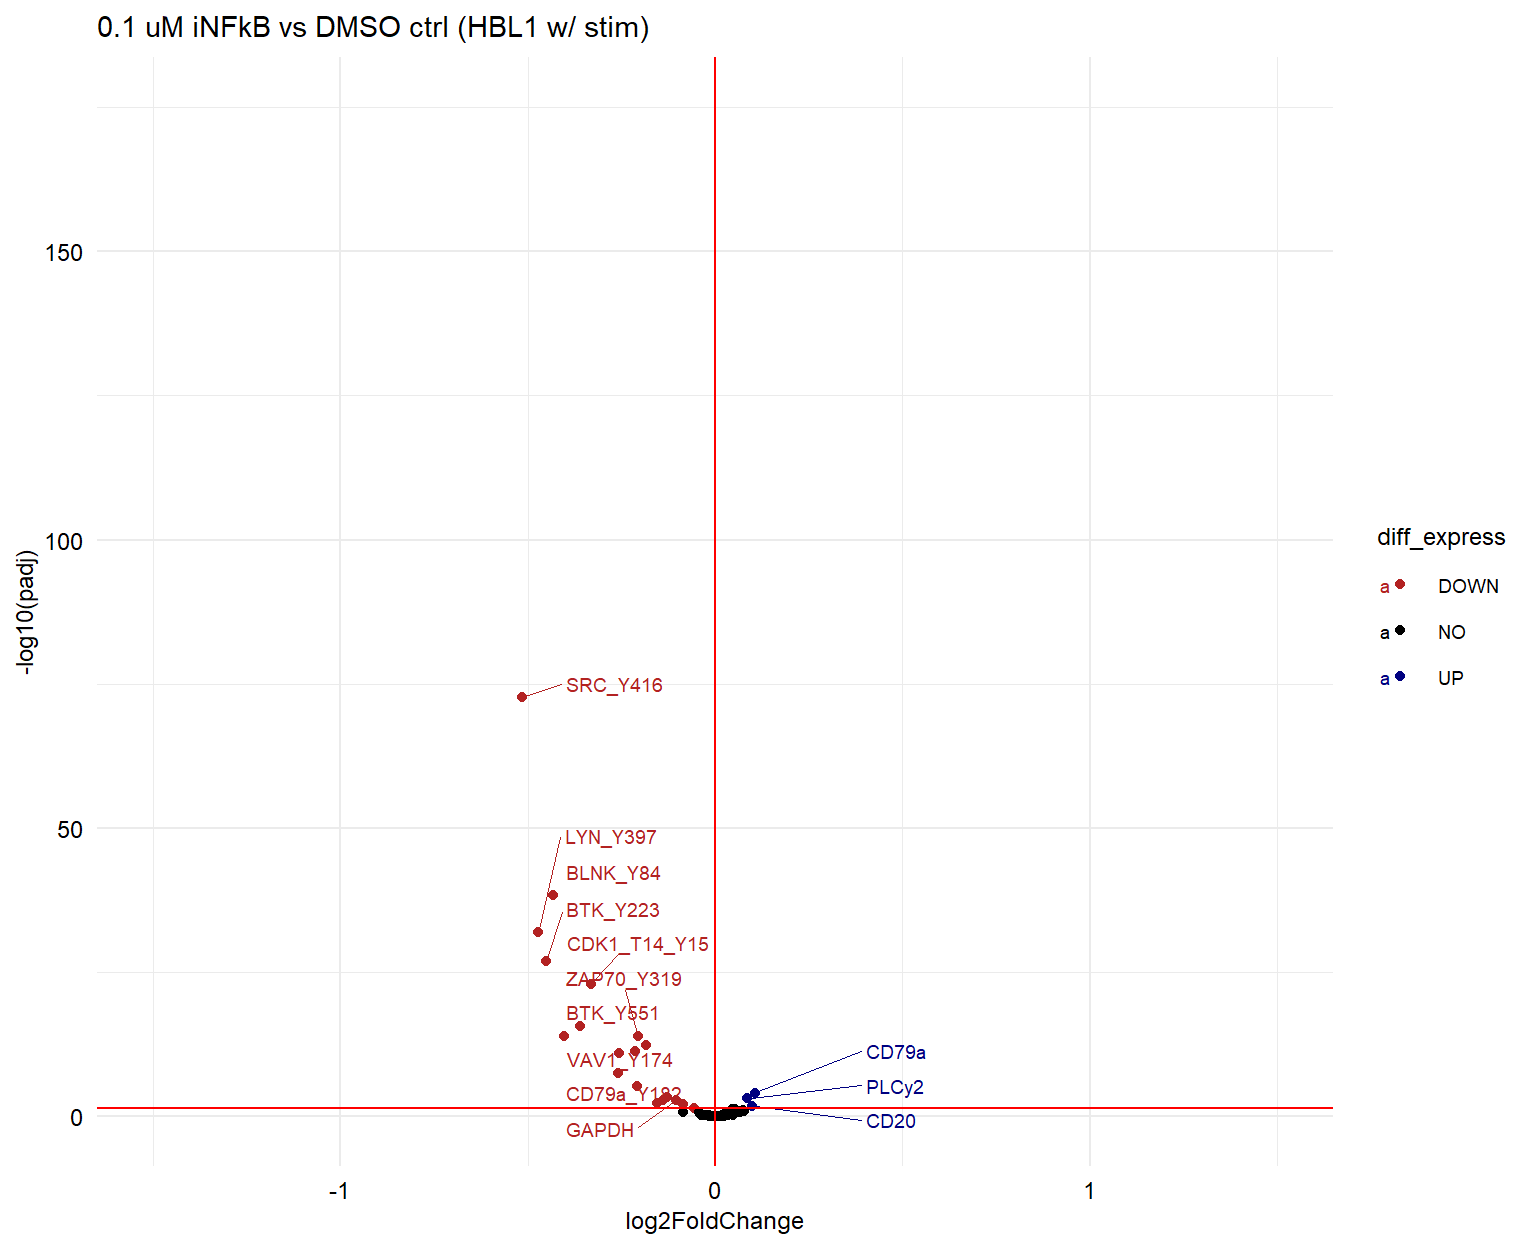 0.1 uM iNFkB vs DMSO ctrl (HBL1 w/ stim)
150
100
50
0
-log10(padj)
SRC_Y416
LYN_Y397
BLNK_Y84
BTK_Y223
CDK1_T14_Y15
ZAP70_Y319
BTK_Y551
VAV1_Y174
CD79a_Y182
GAPDH
CD79a
PLCy2
CD20
-1
0
1
log2FoldChange
diff_express
a DOWN
a NO
a UP